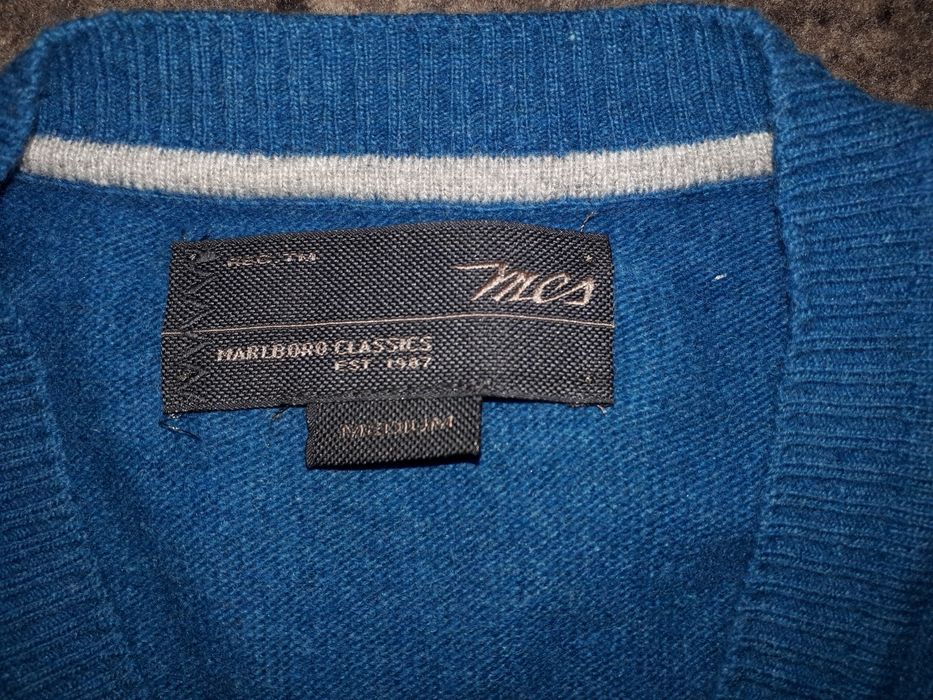 REG. TM
mcs
MARLBORO CLASSICS
EST 1987
MEDIUM